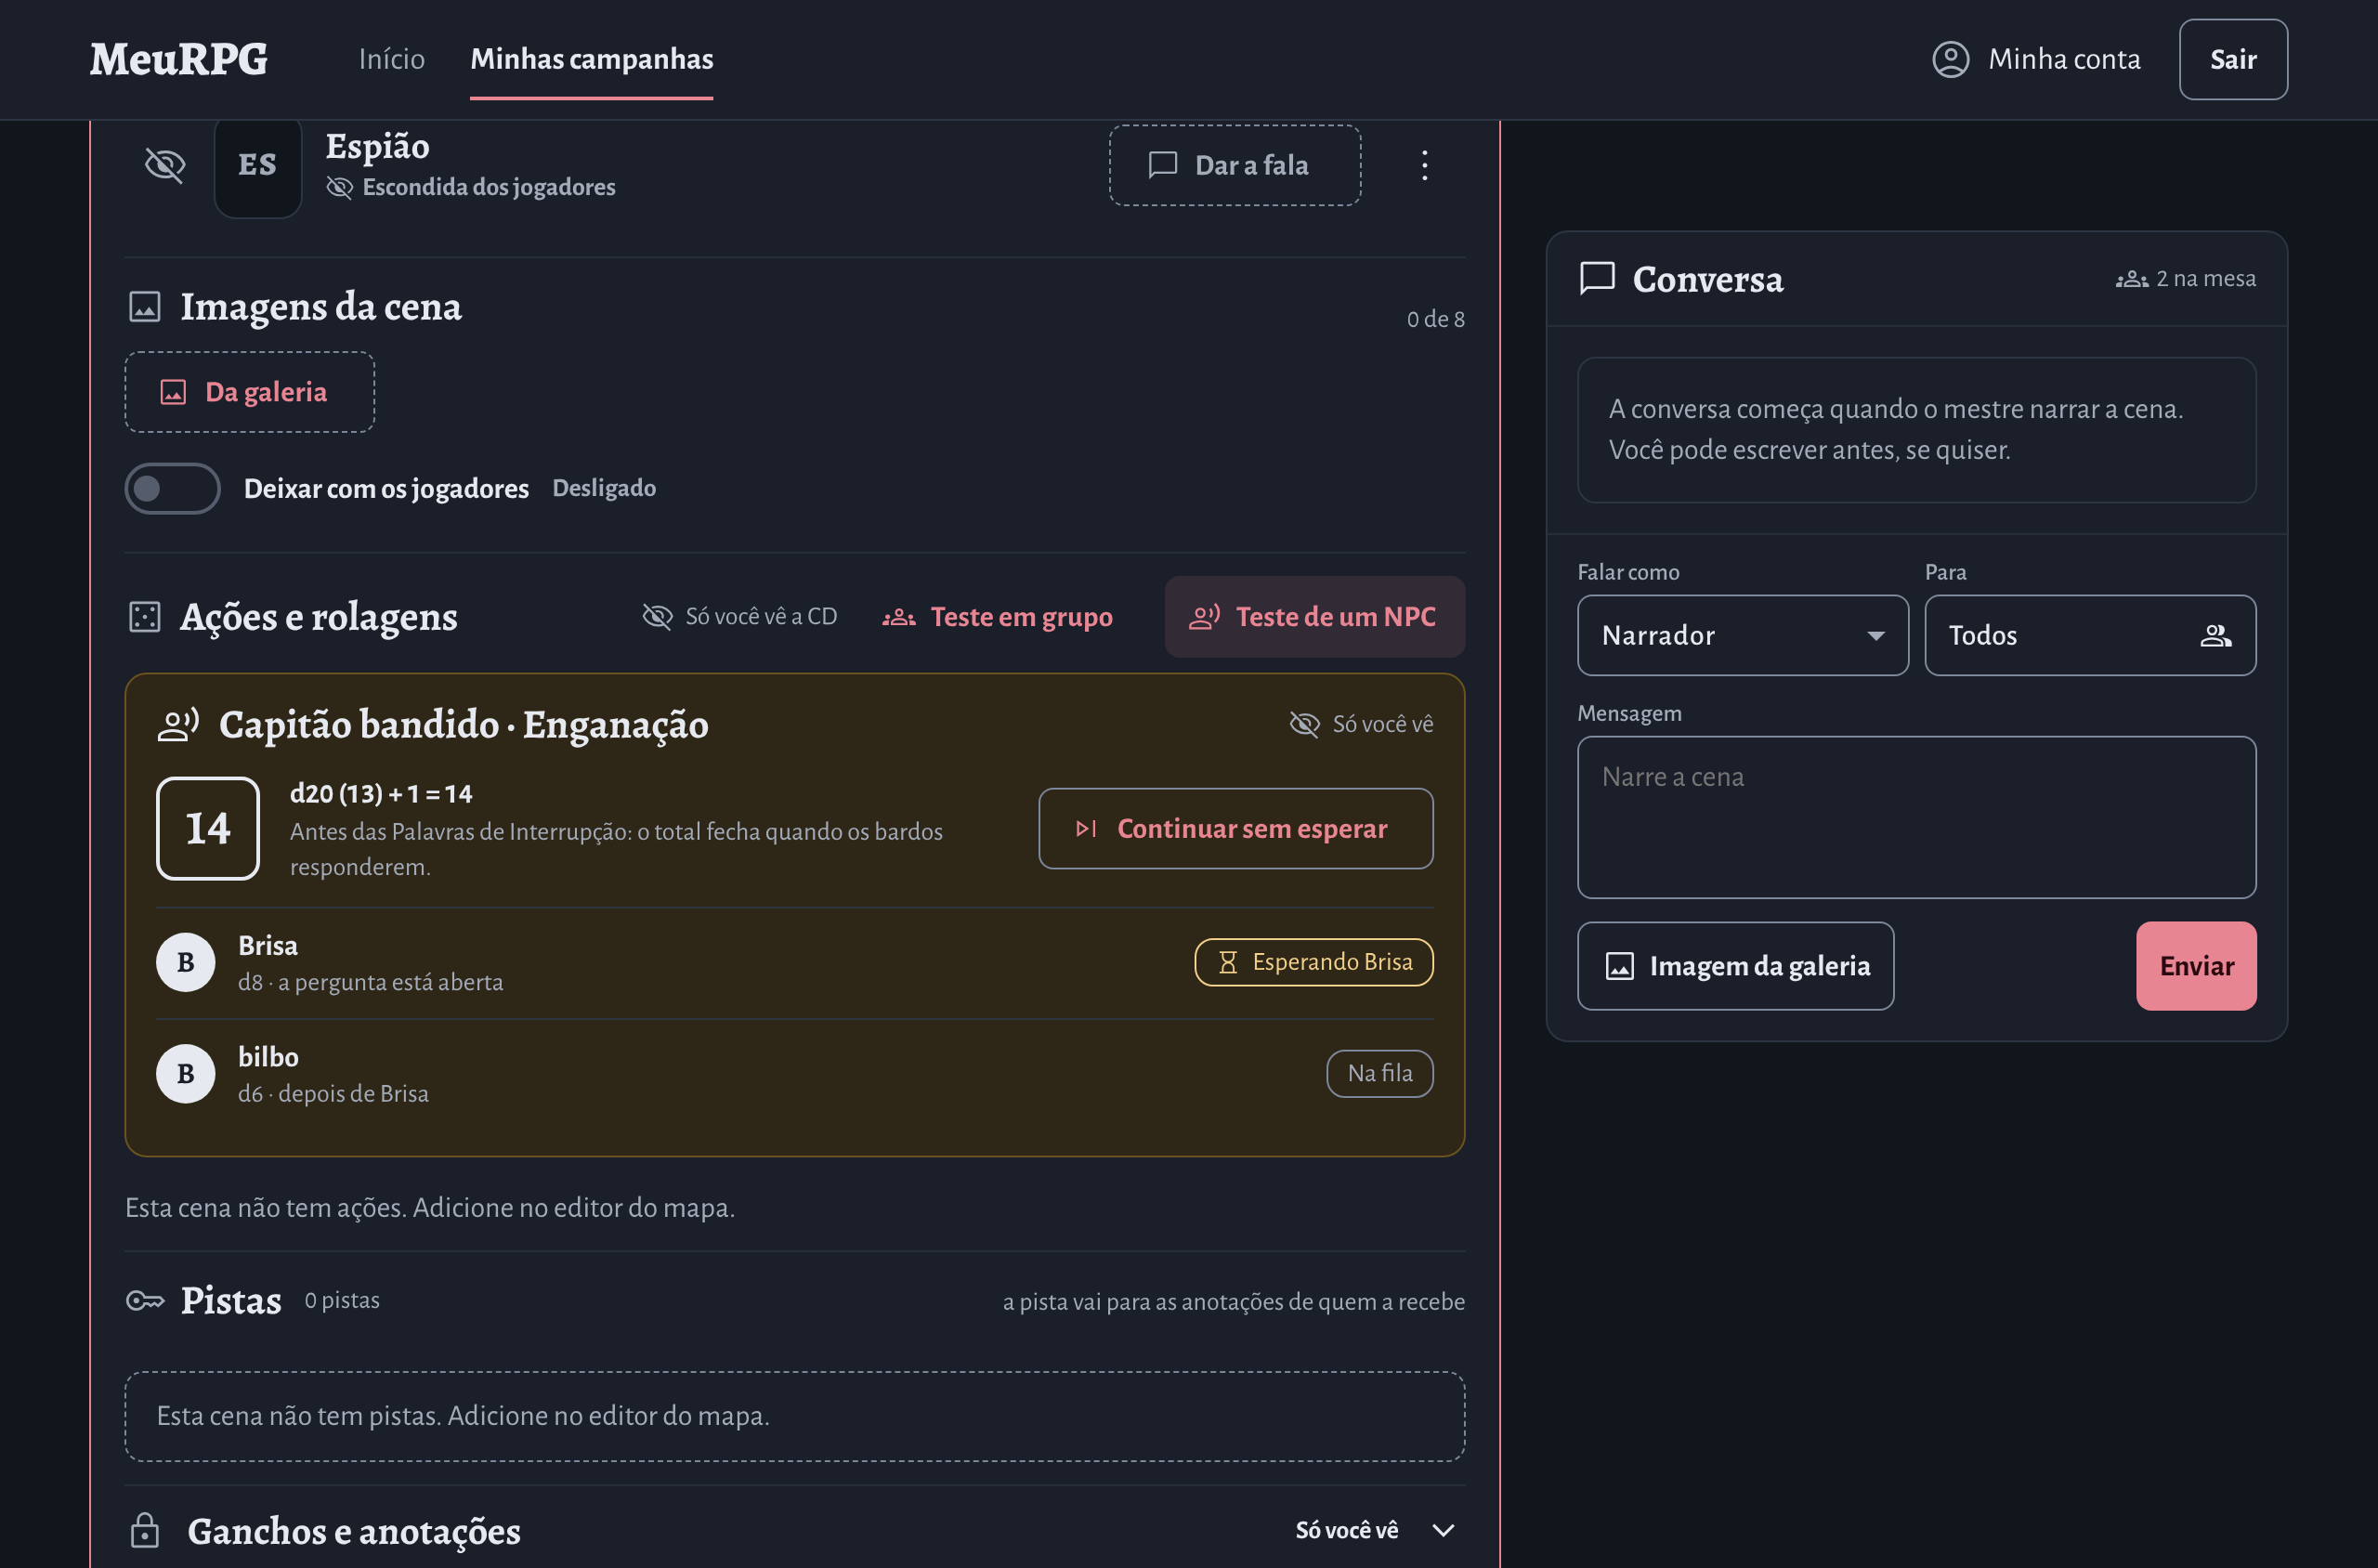 MeuRPG
Início
Minhas campanhas
Minha conta
Sair
ES
Espião
Escondida dos jogadores
Dar a fala
Imagens da cena
0 de 8
Da galeria
Deixar com os jogadores
Desligado
Ações e rolagens
Só você vê a CD
Teste em grupo
Teste de um NPC
Capitão bandido · Enganação
Só você vê
14
d20 (13) + 1 = 14
Antes das Palavras de Interrupção: o total fecha quando os bardos
responderem.
Continuar sem esperar
B
Brisa
d8 · a pergunta está aberta
Esperando Brisa
B
bilbo
d6 · depois de Brisa
Na fila
Esta cena não tem ações. Adicione no editor do mapa.
Pistas
0 pistas
a pista vai para as anotações de quem a recebe
Esta cena não tem pistas. Adicione no editor do mapa.
Ganchos e anotações
Só você vê
Conversa
2 na mesa
A conversa começa quando o mestre narrar a cena.
Você pode escrever antes, se quiser.
Falar como
Para
Narrador
Todos
Mensagem
Narre a cena
Imagem da galeria
Enviar